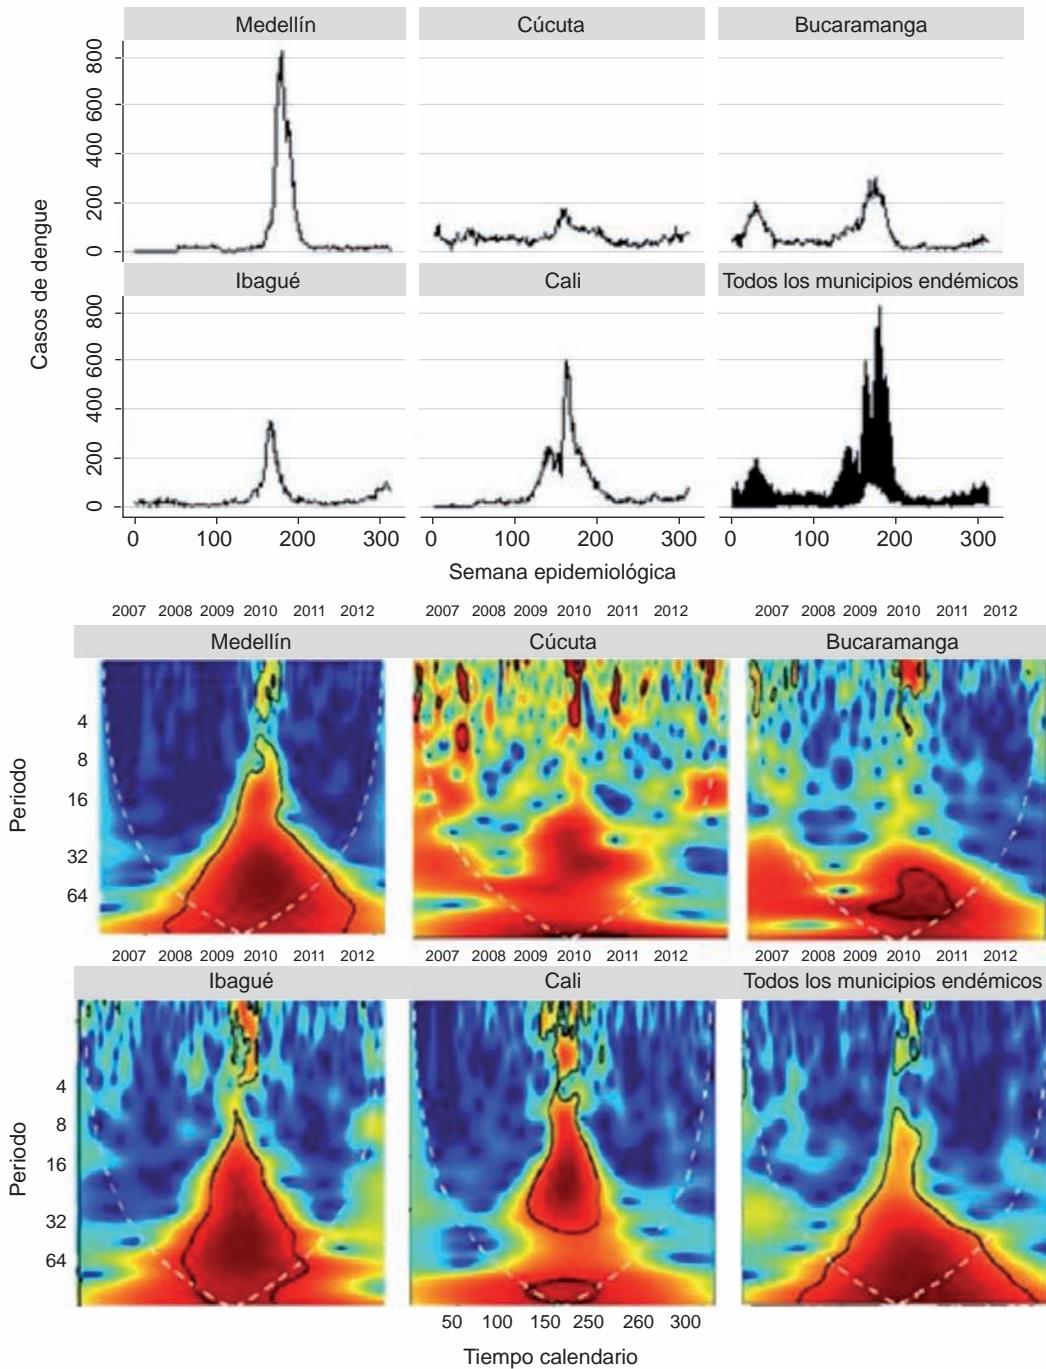 Medellín Cúcuta Bucaramanga
800
600
400
200
0
Casos de dengue
Ibagué Cali Todos los municipios endémicos
800
600
400
200
0
0 100 200 300 0 100 200 300 0 100 200 300
Semana epidemiológica
2007 2008 2009 2010 2011 2012 2007 2008 2009 2010 2011 2012 2007 2008 2009 2010 2011 2012
Medellín Cúcuta Bucaramanga
4
8
16
32
64
Periodo
2007 2008 2009 2010 2011 2012 2007 2008 2009 2010 2011 2012 2007 2008 2009 2010 2011 2012
Ibagué Cali Todos los municipios endémicos
4
8
16
32
64
Periodo
50 100 150 250 260 300
Tiempo calendario